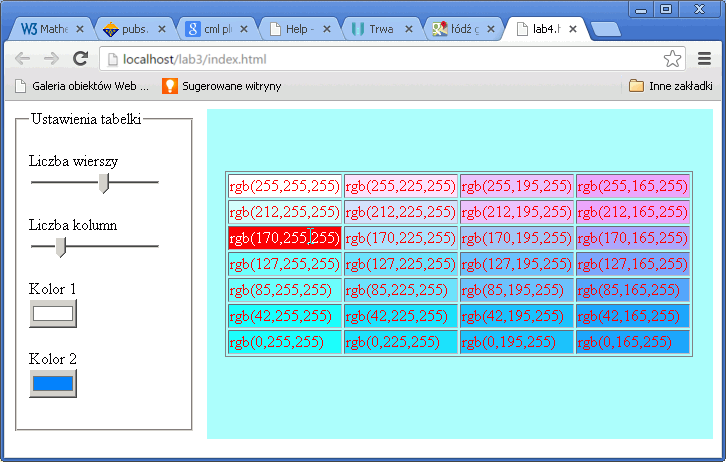 W3 Mathe
pubs.
cml pl
Help -
Trwa
łódź g
lab4.h
localhost/lab3/index.html
Galeria obiektów Web ...
Sugerowane witryny
Inne zakładki
Ustawienia tabelki
Liczba wierszy
Liczba kolumn
Kolor 1
Kolor 2
rgb(255,255,255) rgb(255,225,255) rgb(255,195,255) rgb(255,165,255)
rgb(212,255,255) rgb(212,225,255) rgb(212,195,255) rgb(212,165,255)
rgb(170,255,255) rgb(170,225,255) rgb(170,195,255) rgb(170,165,255)
rgb(127,255,255) rgb(127,225,255) rgb(127,195,255) rgb(127,165,255)
rgb(85,255,255) rgb(85,225,255) rgb(85,195,255) rgb(85,165,255)
rgb(42,255,255) rgb(42,225,255) rgb(42,195,255) rgb(42,165,255)
rgb(0,255,255) rgb(0,225,255) rgb(0,195,255) rgb(0,165,255)